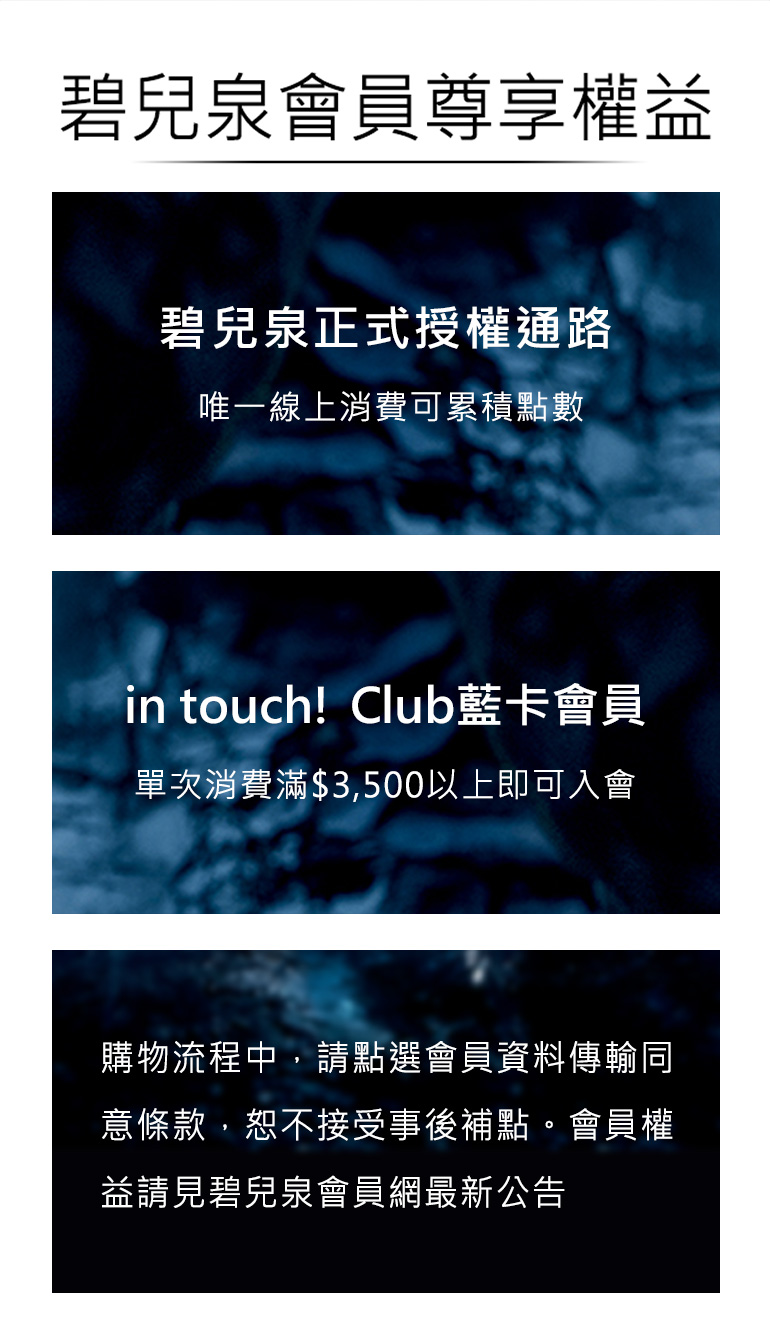 碧兒泉會員尊享權益
碧兒泉正式授權通路
唯一線上消費可累積點數
in touch! Club藍卡會員
單次消費滿$3,500以上即可入會
購物流程中，請點選會員資料傳輸同
意條款，恕不接受事後補點。會員權
益請見碧兒泉會員網最新公告